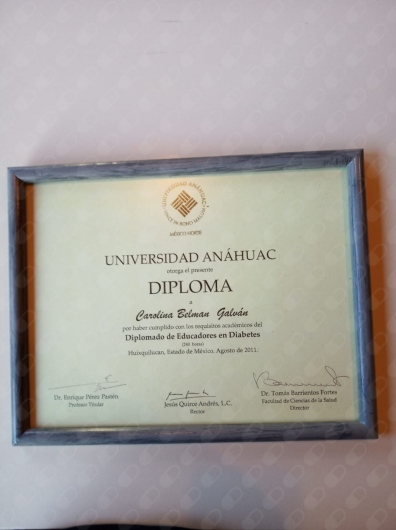 UNIVERSIDAD ANÁHUAC
MÉXICO NORTE
UNIVERSIDAD ANÁHUAC
otorga el presente
DIPLOMA
a
Carolina Belman Galván
por haber cumplido con los requisitos académicos del
Diplomado de Educadores en Diabetes
Huixquilucan, Estado de México. Agosto de 2011.
Dr. Enrique Pérez Pastén
Profesor Titular
Jesús Quirce Andrés, L.C.
Rector
Dr. Tomás Barrientos Fortes
Facultad de Ciencias de la Salud
Director